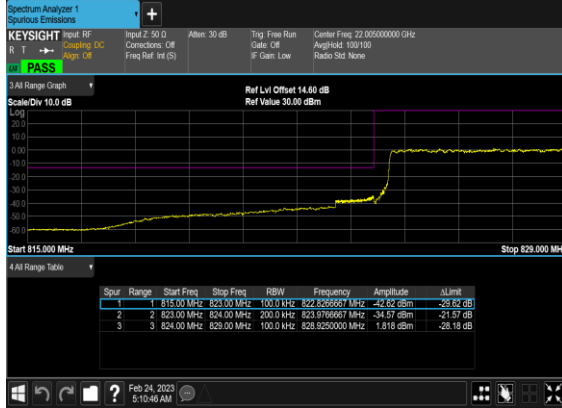 Spectrum Analyzer 1
Spurious Emissions
+
KEYSIGHT Input: RF Input Z: 50 Ω Atten: 30 dB Trig: Free Run Center Freq: 22.005000000 GHz
R T Coupling: DC Corrections: Off Gate: Off Avg|Hold: 100/100
Align: Off Freq Ref: Int (S) IF Gain: Low Radio Std: None
PASS
3 All Range Graph
Ref Lvl Offset 14.60 dB
Scale/Div 10.0 dB Ref Value 30.00 dBm
Log
20.0
10.0
0.00
-10.0
-20.0
-30.0
-40.0
-50.0
-60.0
Start 815.000 MHz Stop 829.000 MH
4 All Range Table
Spur Range Start Freq Stop Freq RBW Frequency Amplitude ΔLimit
1 1 815.00 MHz 823.00 MHz 100.0 kHz 822.8266667 MHz -42.62 dBm -29.62 dB
2 2 823.00 MHz 824.00 MHz 200.0 kHz 823.9766667 MHz -34.57 dBm -21.57 dB
3 3 824.00 MHz 829.00 MHz 100.0 kHz 828.9250000 MHz 1.818 dBm -28.18 dB
? Feb 24, 2023
5:10:46 AM